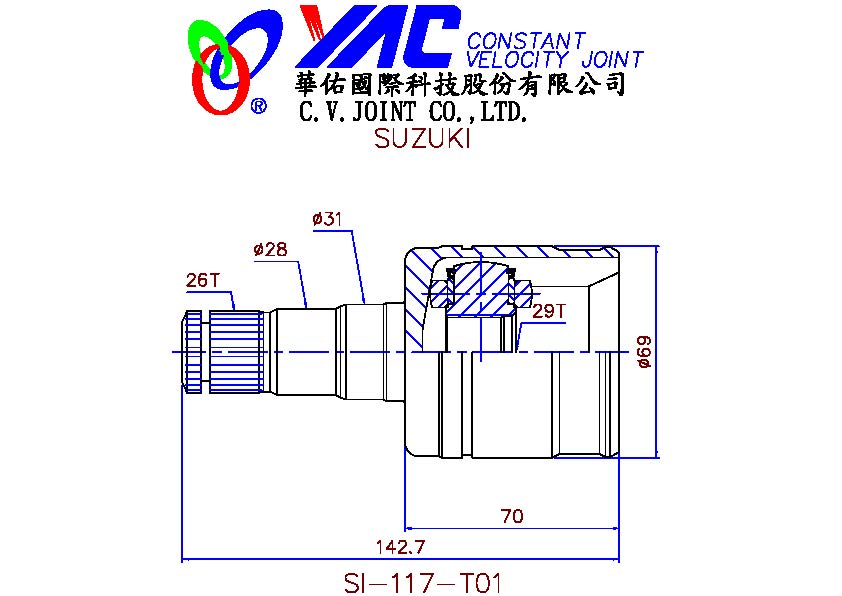 YAC CONSTANT
VELOCITY JOINT
®
華佑國際科技股份有限公司
C.V.JOINT CO.,LTD.
SUZUKI
ø31
ø28
26T
29T
ø69
70
142.7
SI-117-T01